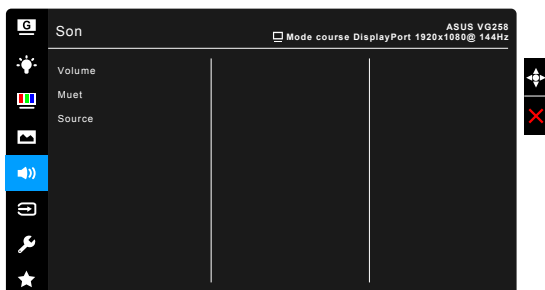 G
Son
ASUS VG258
Mode course DisplayPort 1920x1080@ 144Hz
Volume
Muet
Source